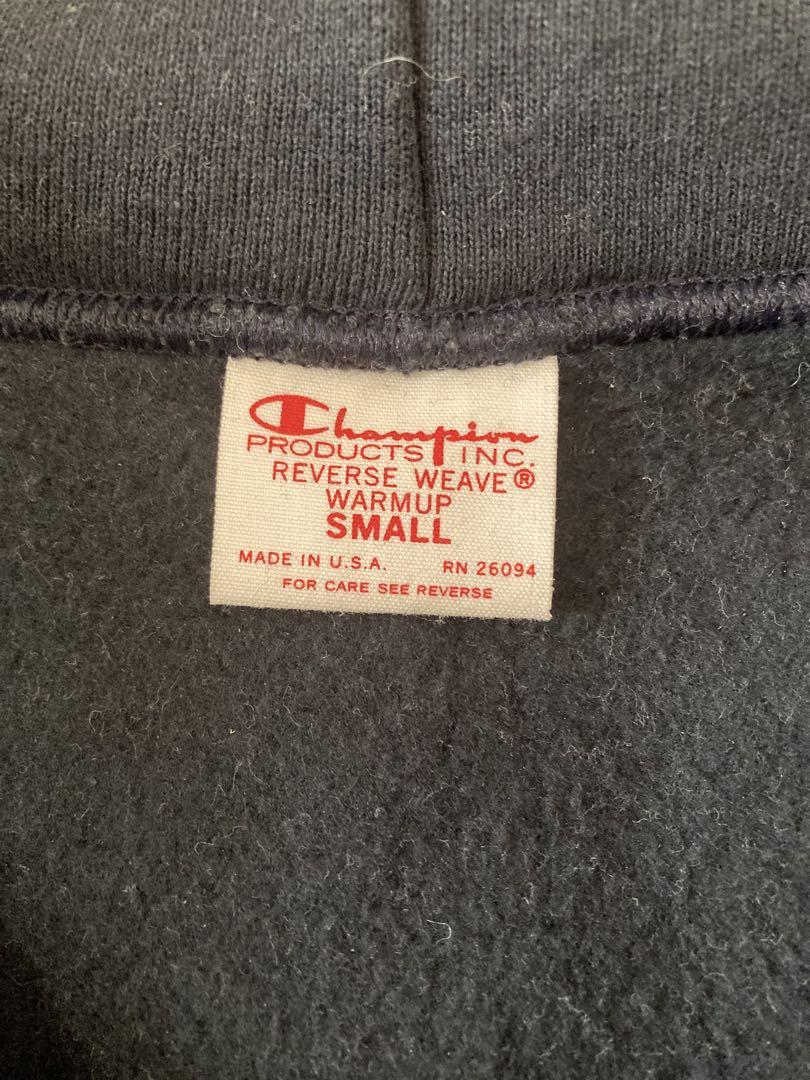 Champion
PRODUCTS INC.
REVERSE WEAVE®
WARMUP
SMALL
MADE IN U.S.A. RN 26094
FOR CARE SEE REVERSE